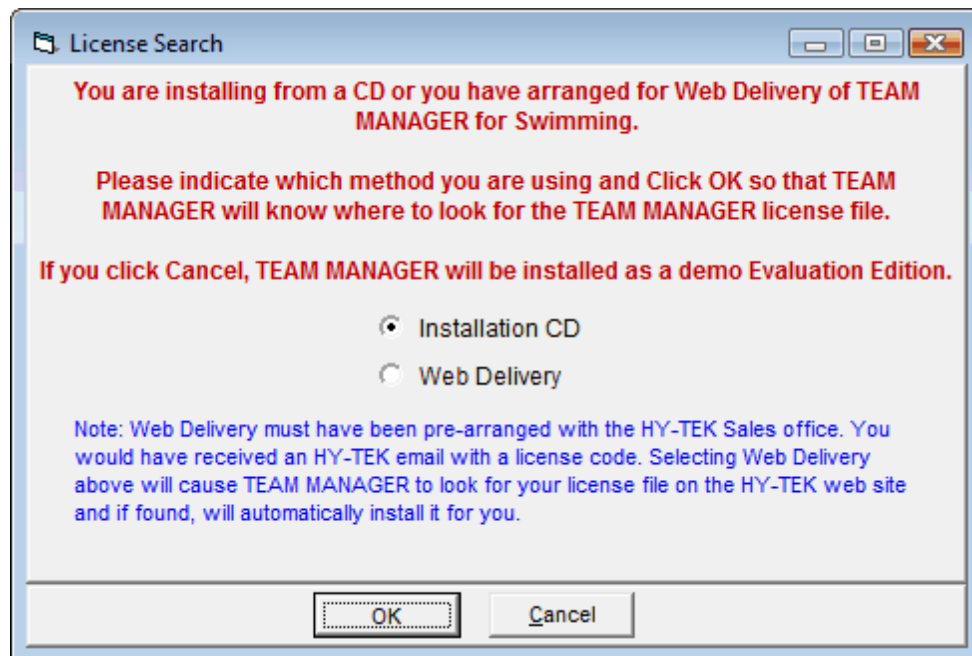 License Search
You are installing from a CD or you have arranged for Web Delivery of TEAM
MANAGER for Swimming.
Please indicate which method you are using and Click OK so that TEAM
MANAGER will know where to look for the TEAM MANAGER license file.
If you click Cancel, TEAM MANAGER will be installed as a demo Evaluation Edition.
Installation CD
Web Delivery
Note: Web Delivery must have been pre-arranged with the HY-TEK Sales office. You
would have received an HY-TEK email with a license code. Selecting Web Delivery
above will cause TEAM MANAGER to look for your license file on the HY-TEK web site
and if found, will automatically install it for you.
OK Cancel